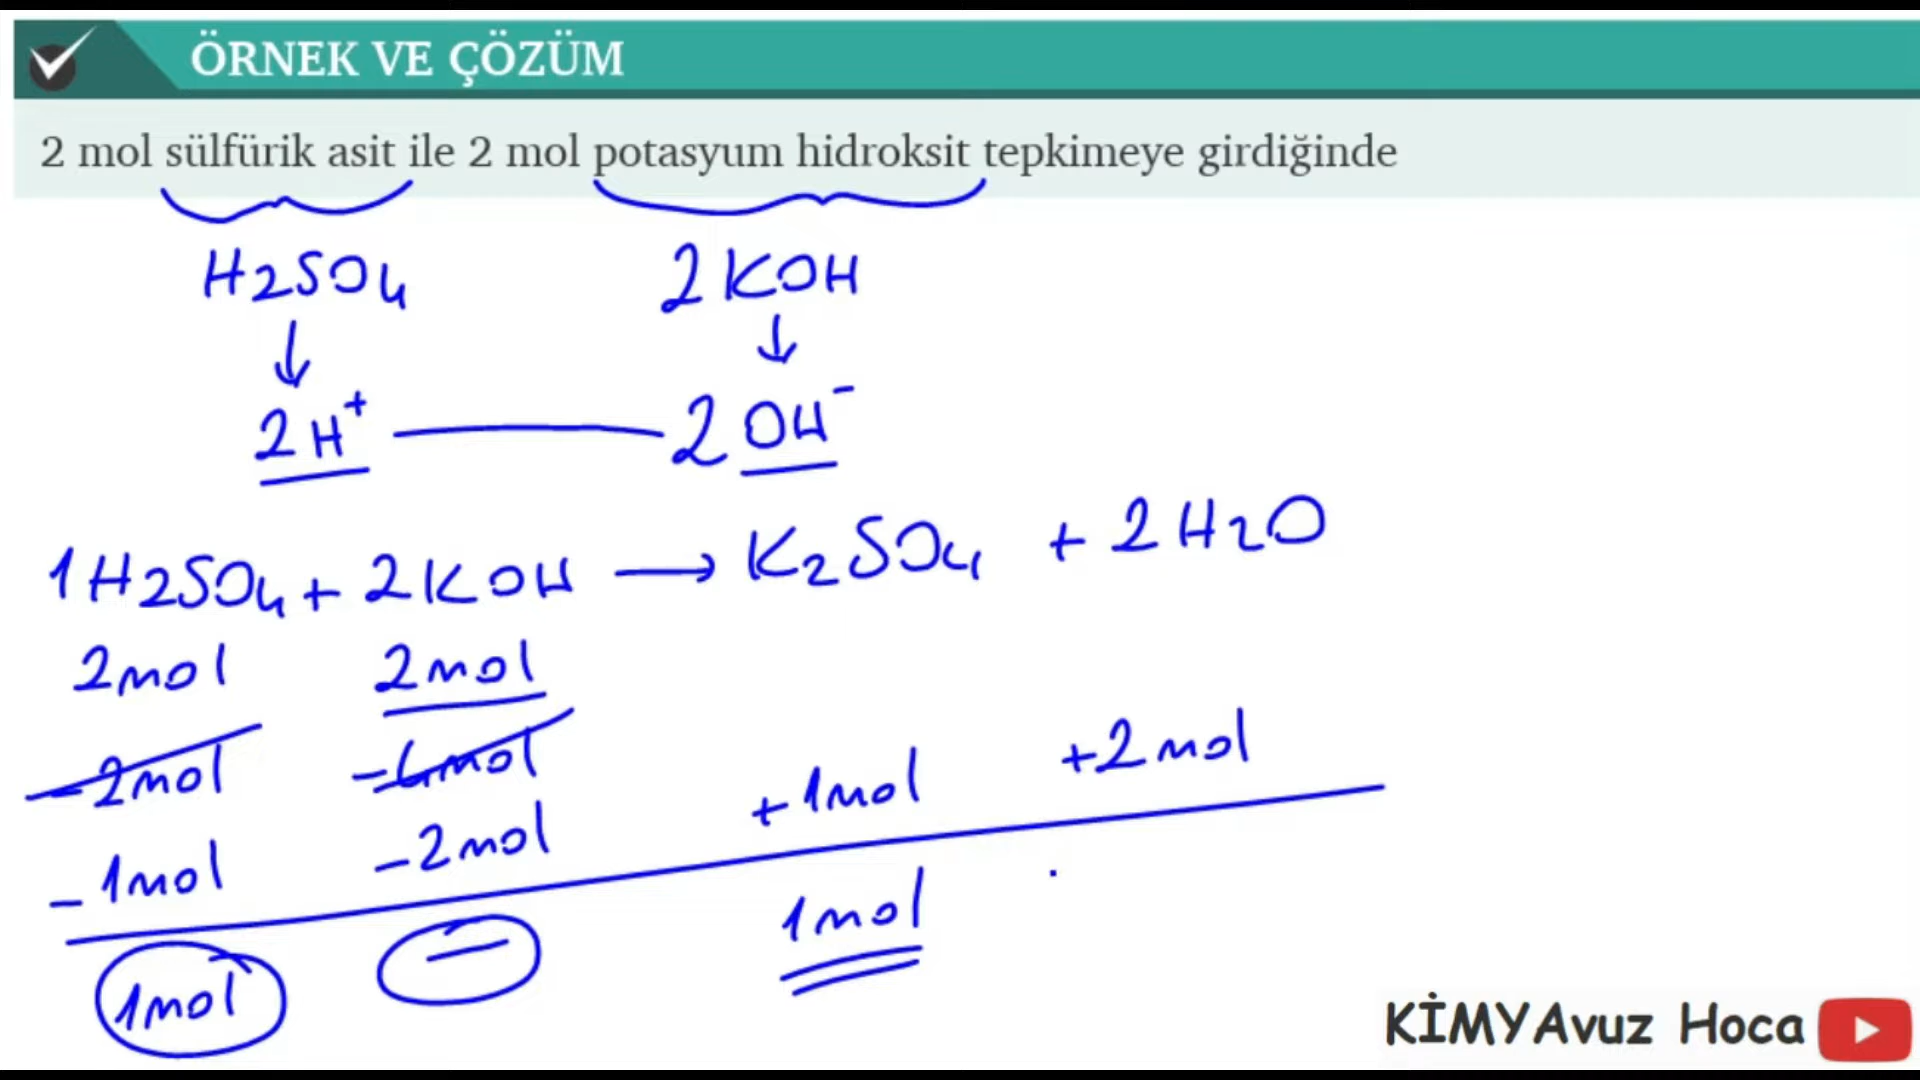 ÖRNEK VE ÇÖZÜM
2 mol sülfürik asit ile 2 mol potasyum hidroksit tepkimeye girdiğinde
H2SO4 2KOH
↓ ↓
2H⁺ — 2OH⁻
1H2SO4 + 2KOH → K2SO4 + 2H2O
2mol 2mol
-2mol -4mol
-1mol -2mol +1mol +2mol
1mol — 1mol
KİMYAvuz Hoca